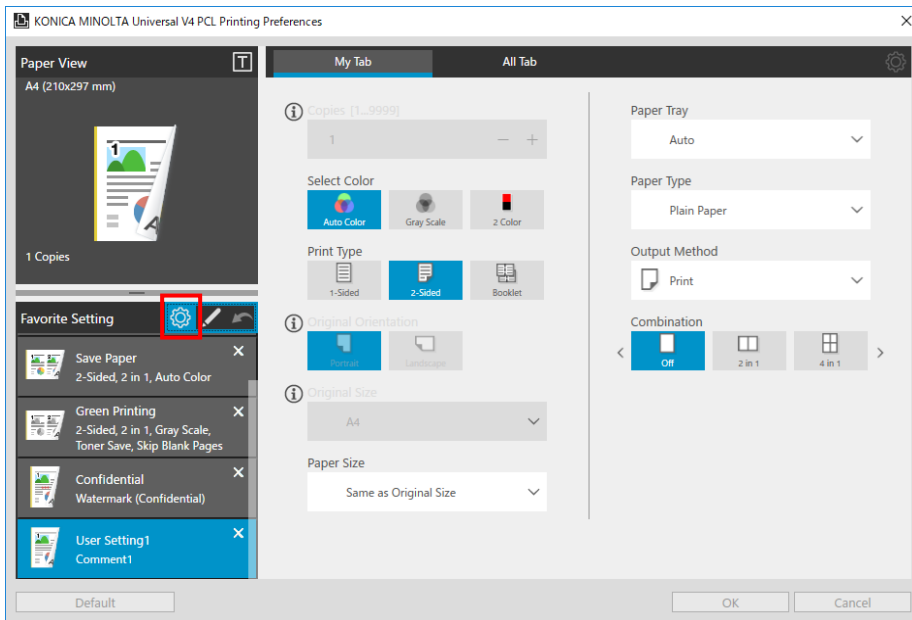 KONICA MINOLTA Universal V4 PCL Printing Preferences
Paper View
T
A4 (210x297 mm)
1
A
1 Copies
Favorite Setting
Save Paper
2-Sided, 2 in 1, Auto Color
Green Printing
2-Sided, 2 in 1, Gray Scale,
Toner Save, Skip Blank Pages
Confidential
Watermark (Confidential)
User Setting1
Comment1
My Tab
All Tab
Copies [1...9999]
1
Select Color
Auto Color
Gray Scale
2 Color
Print Type
1-Sided
2-Sided
Booklet
Original Orientation
Portrait
Landscape
Original Size
A4
Paper Size
Same as Original Size
Paper Tray
Auto
Paper Type
Plain Paper
Output Method
Print
Combination
Off
2 in 1
4 in 1
Default
OK
Cancel